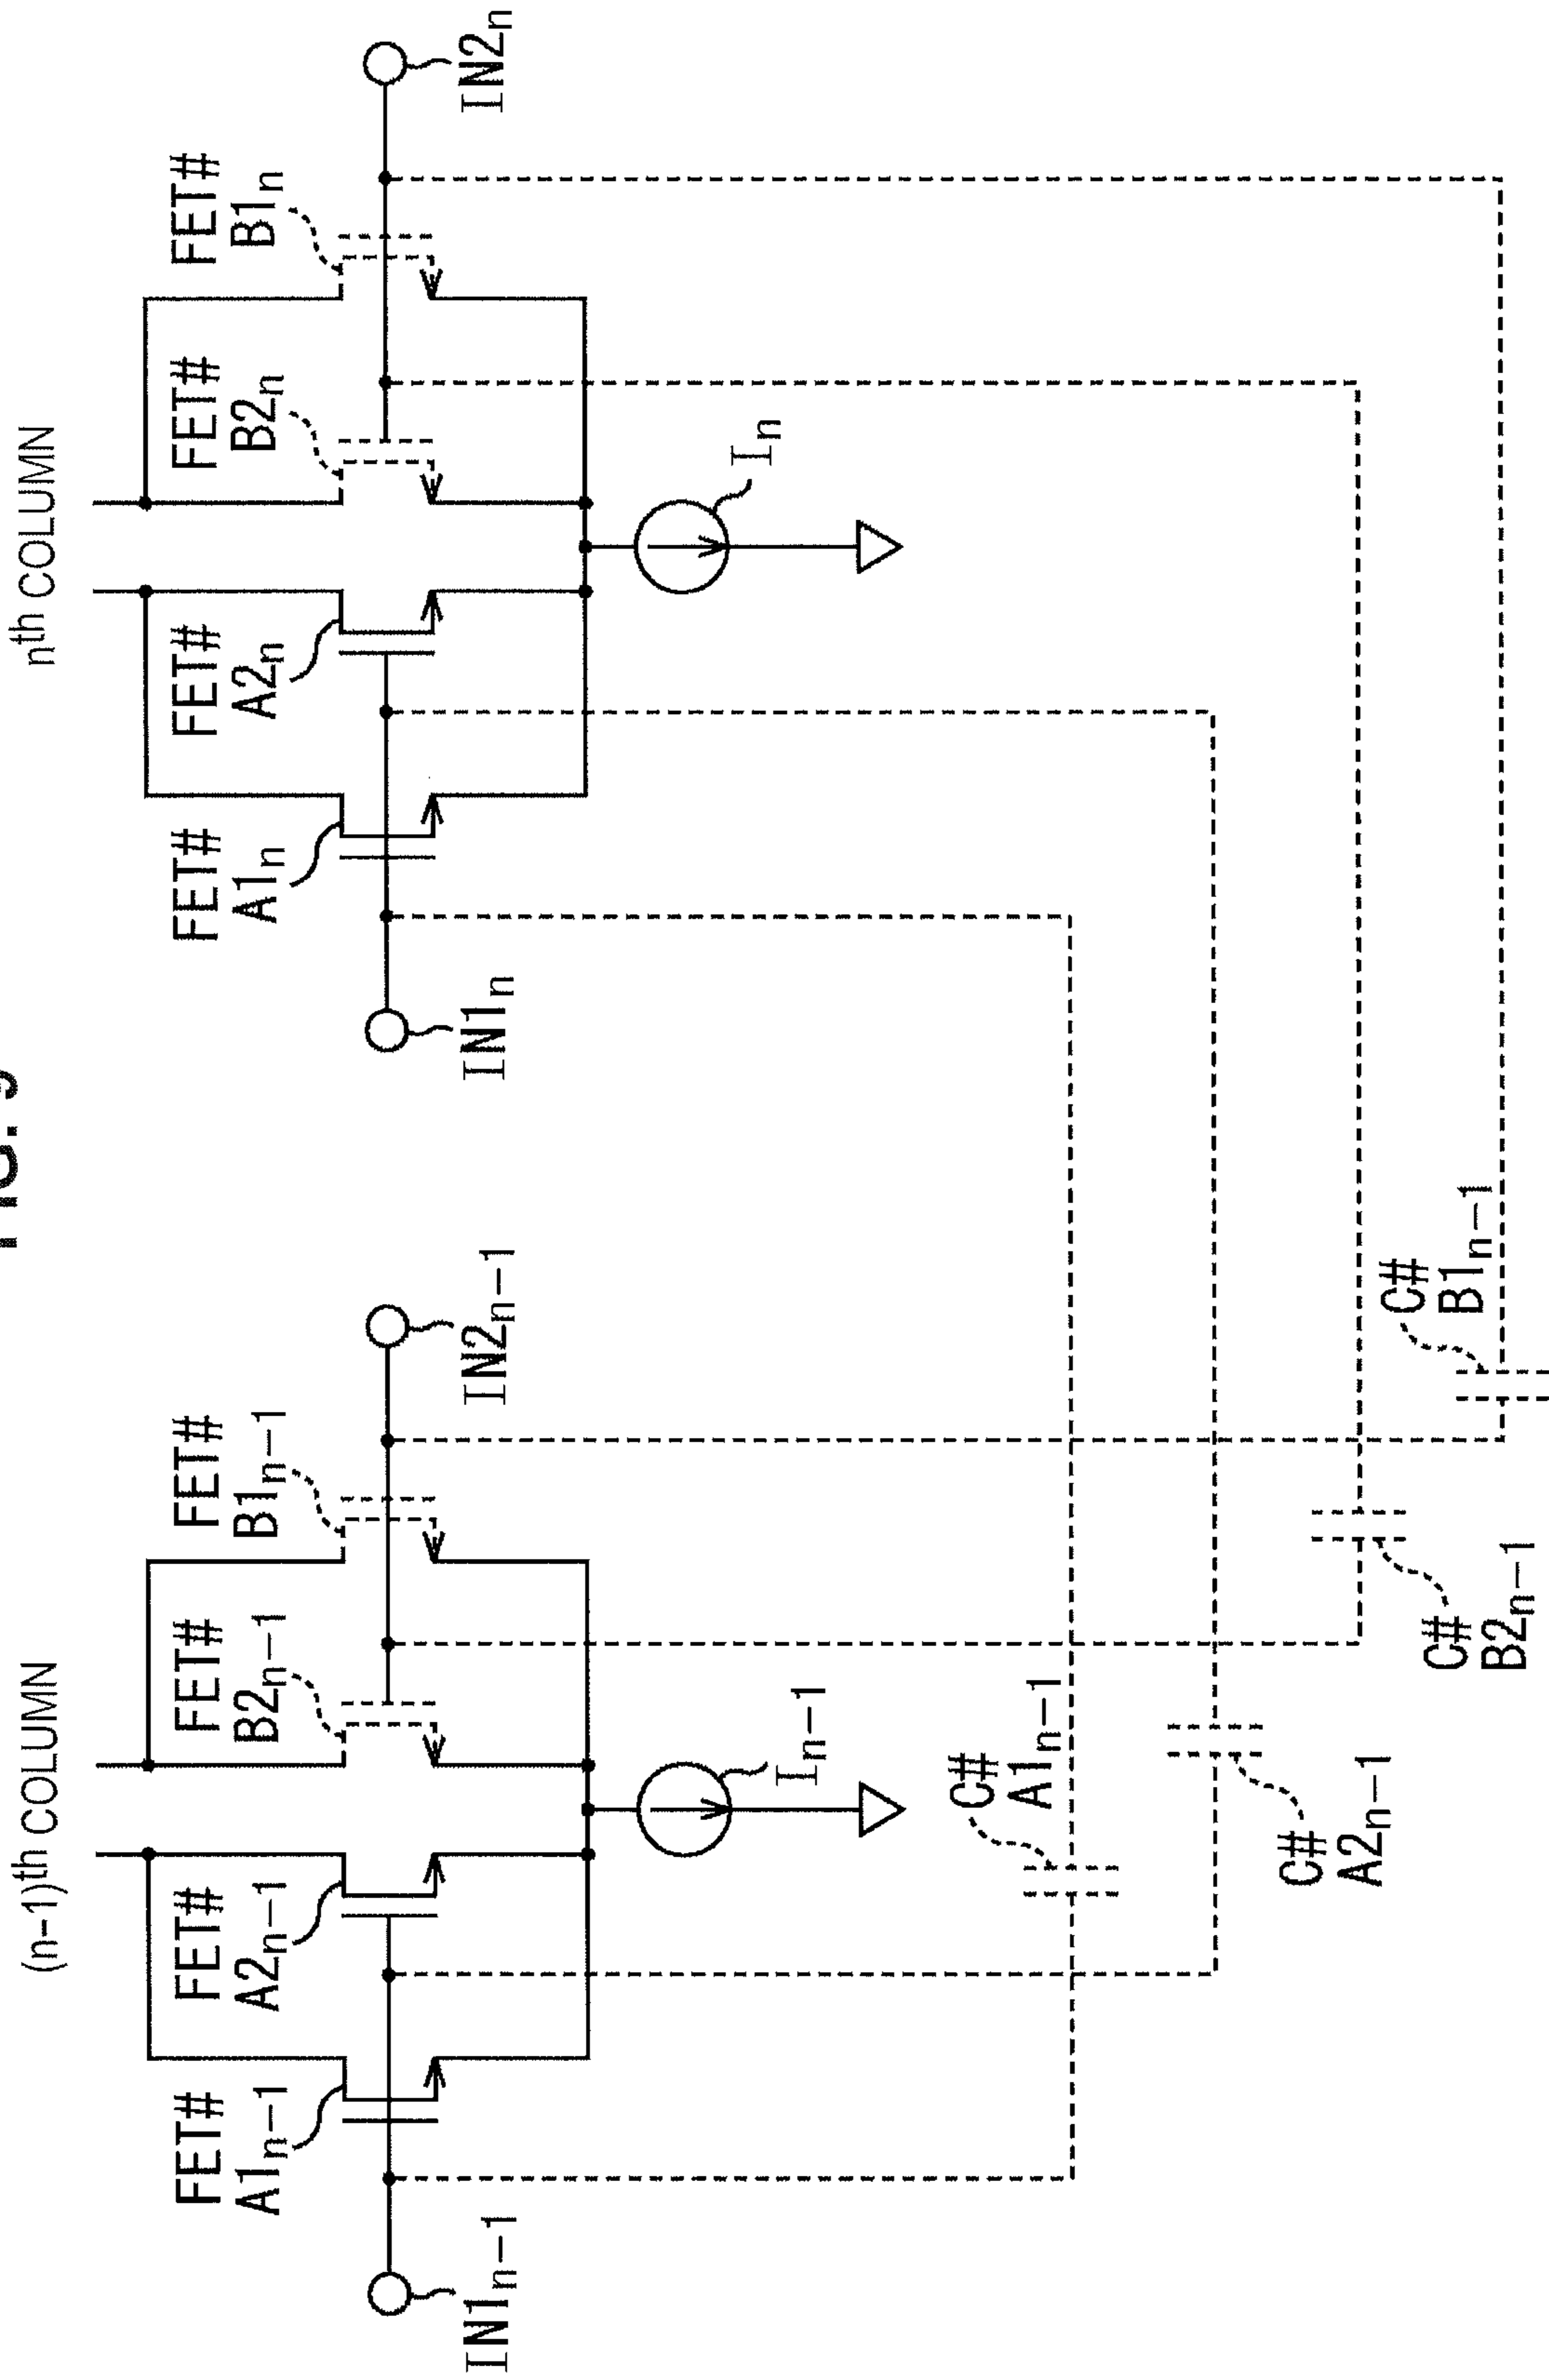 FIG. 9
(n-1)th COLUMN
nth COLUMN
FET#
A1n-1
FET#
A2n-1
FET#
B2n-1
FET#
B1n-1
FET#
A1n
FET#
A2n
FET#
B2n
FET#
B1n
IN1n-1
IN2n-1
IN1n
IN2n
In-1
In
C#
A1n-1
C#
A2n-1
C#
B2n-1
C#
B1n-1